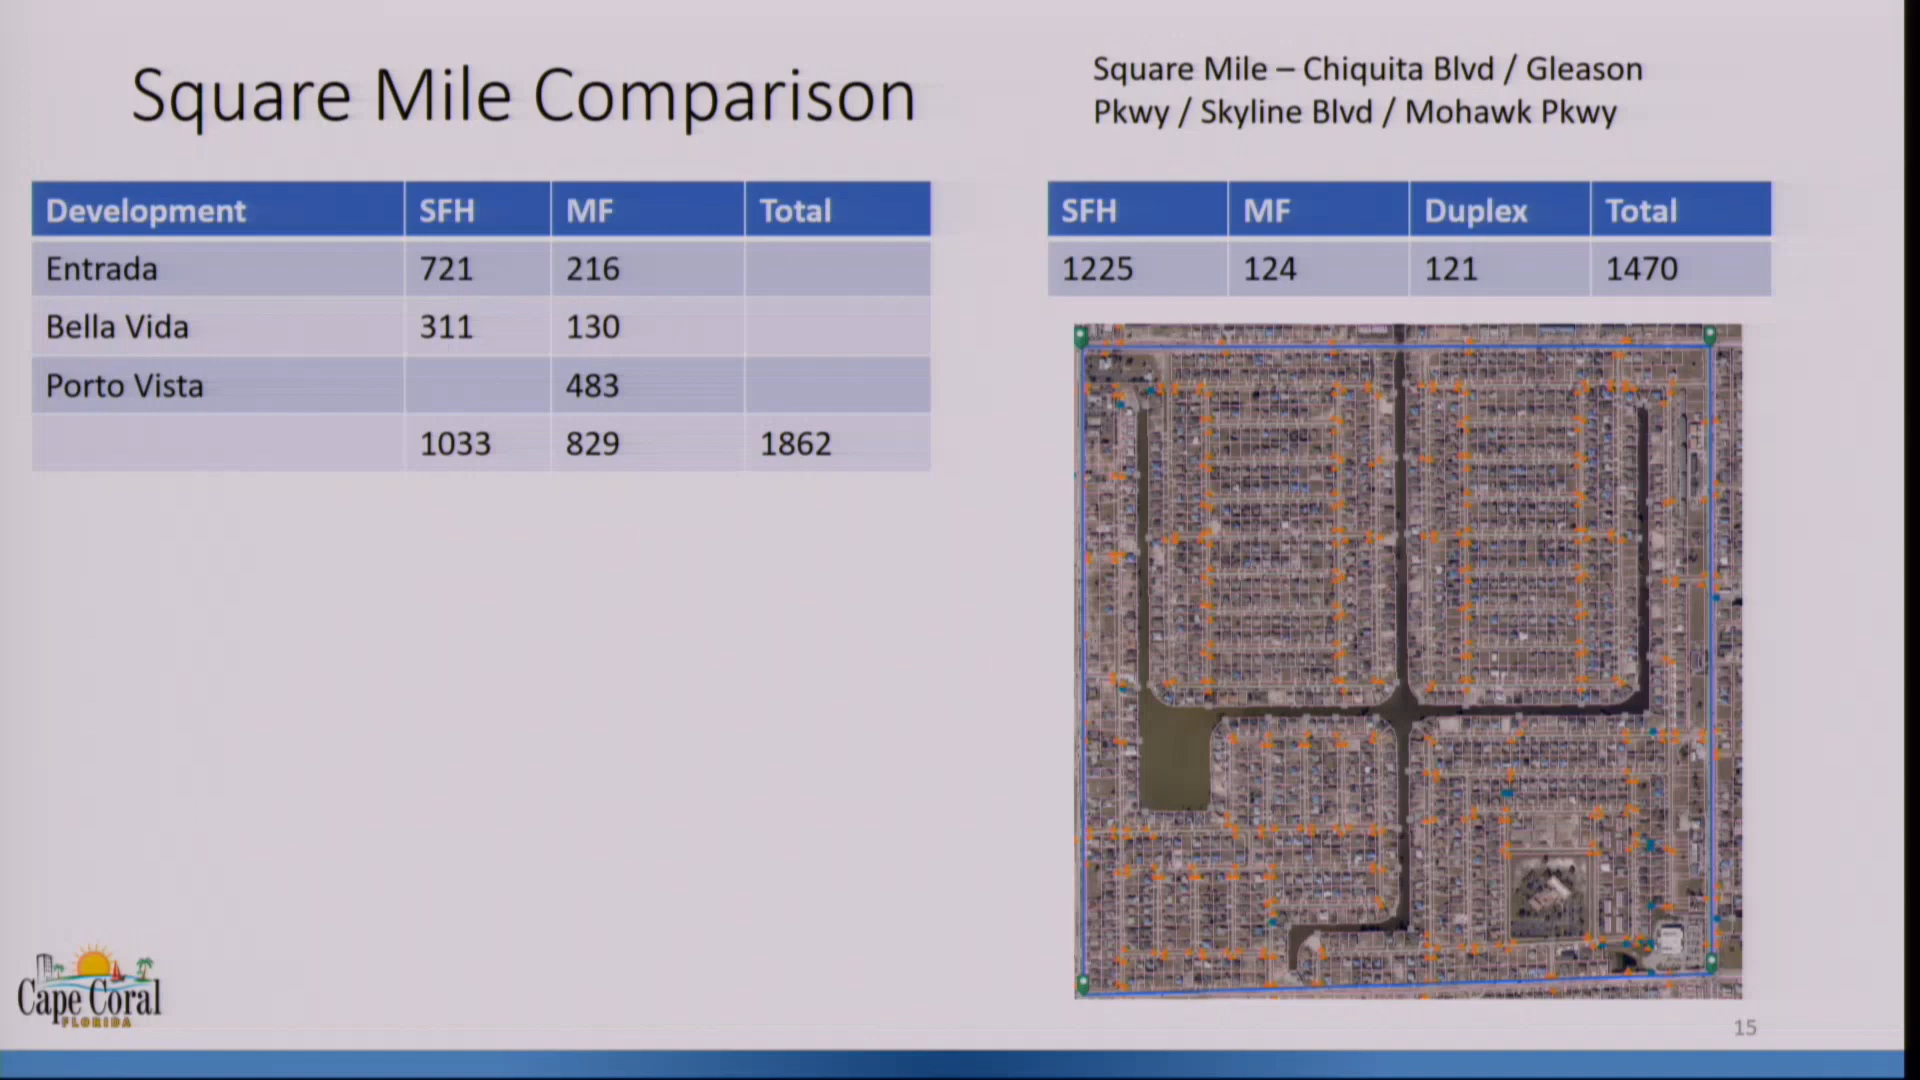 Square Mile Comparison
Square Mile – Chiquita Blvd / Gleason
Pkwy / Skyline Blvd / Mohawk Pkwy
Development SFH MF Total
Entrada 721 216
Bella Vida 311 130
Porto Vista 483
1033 829 1862
SFH MF Duplex Total
1225 124 121 1470
Cape Coral
FLORIDA
15